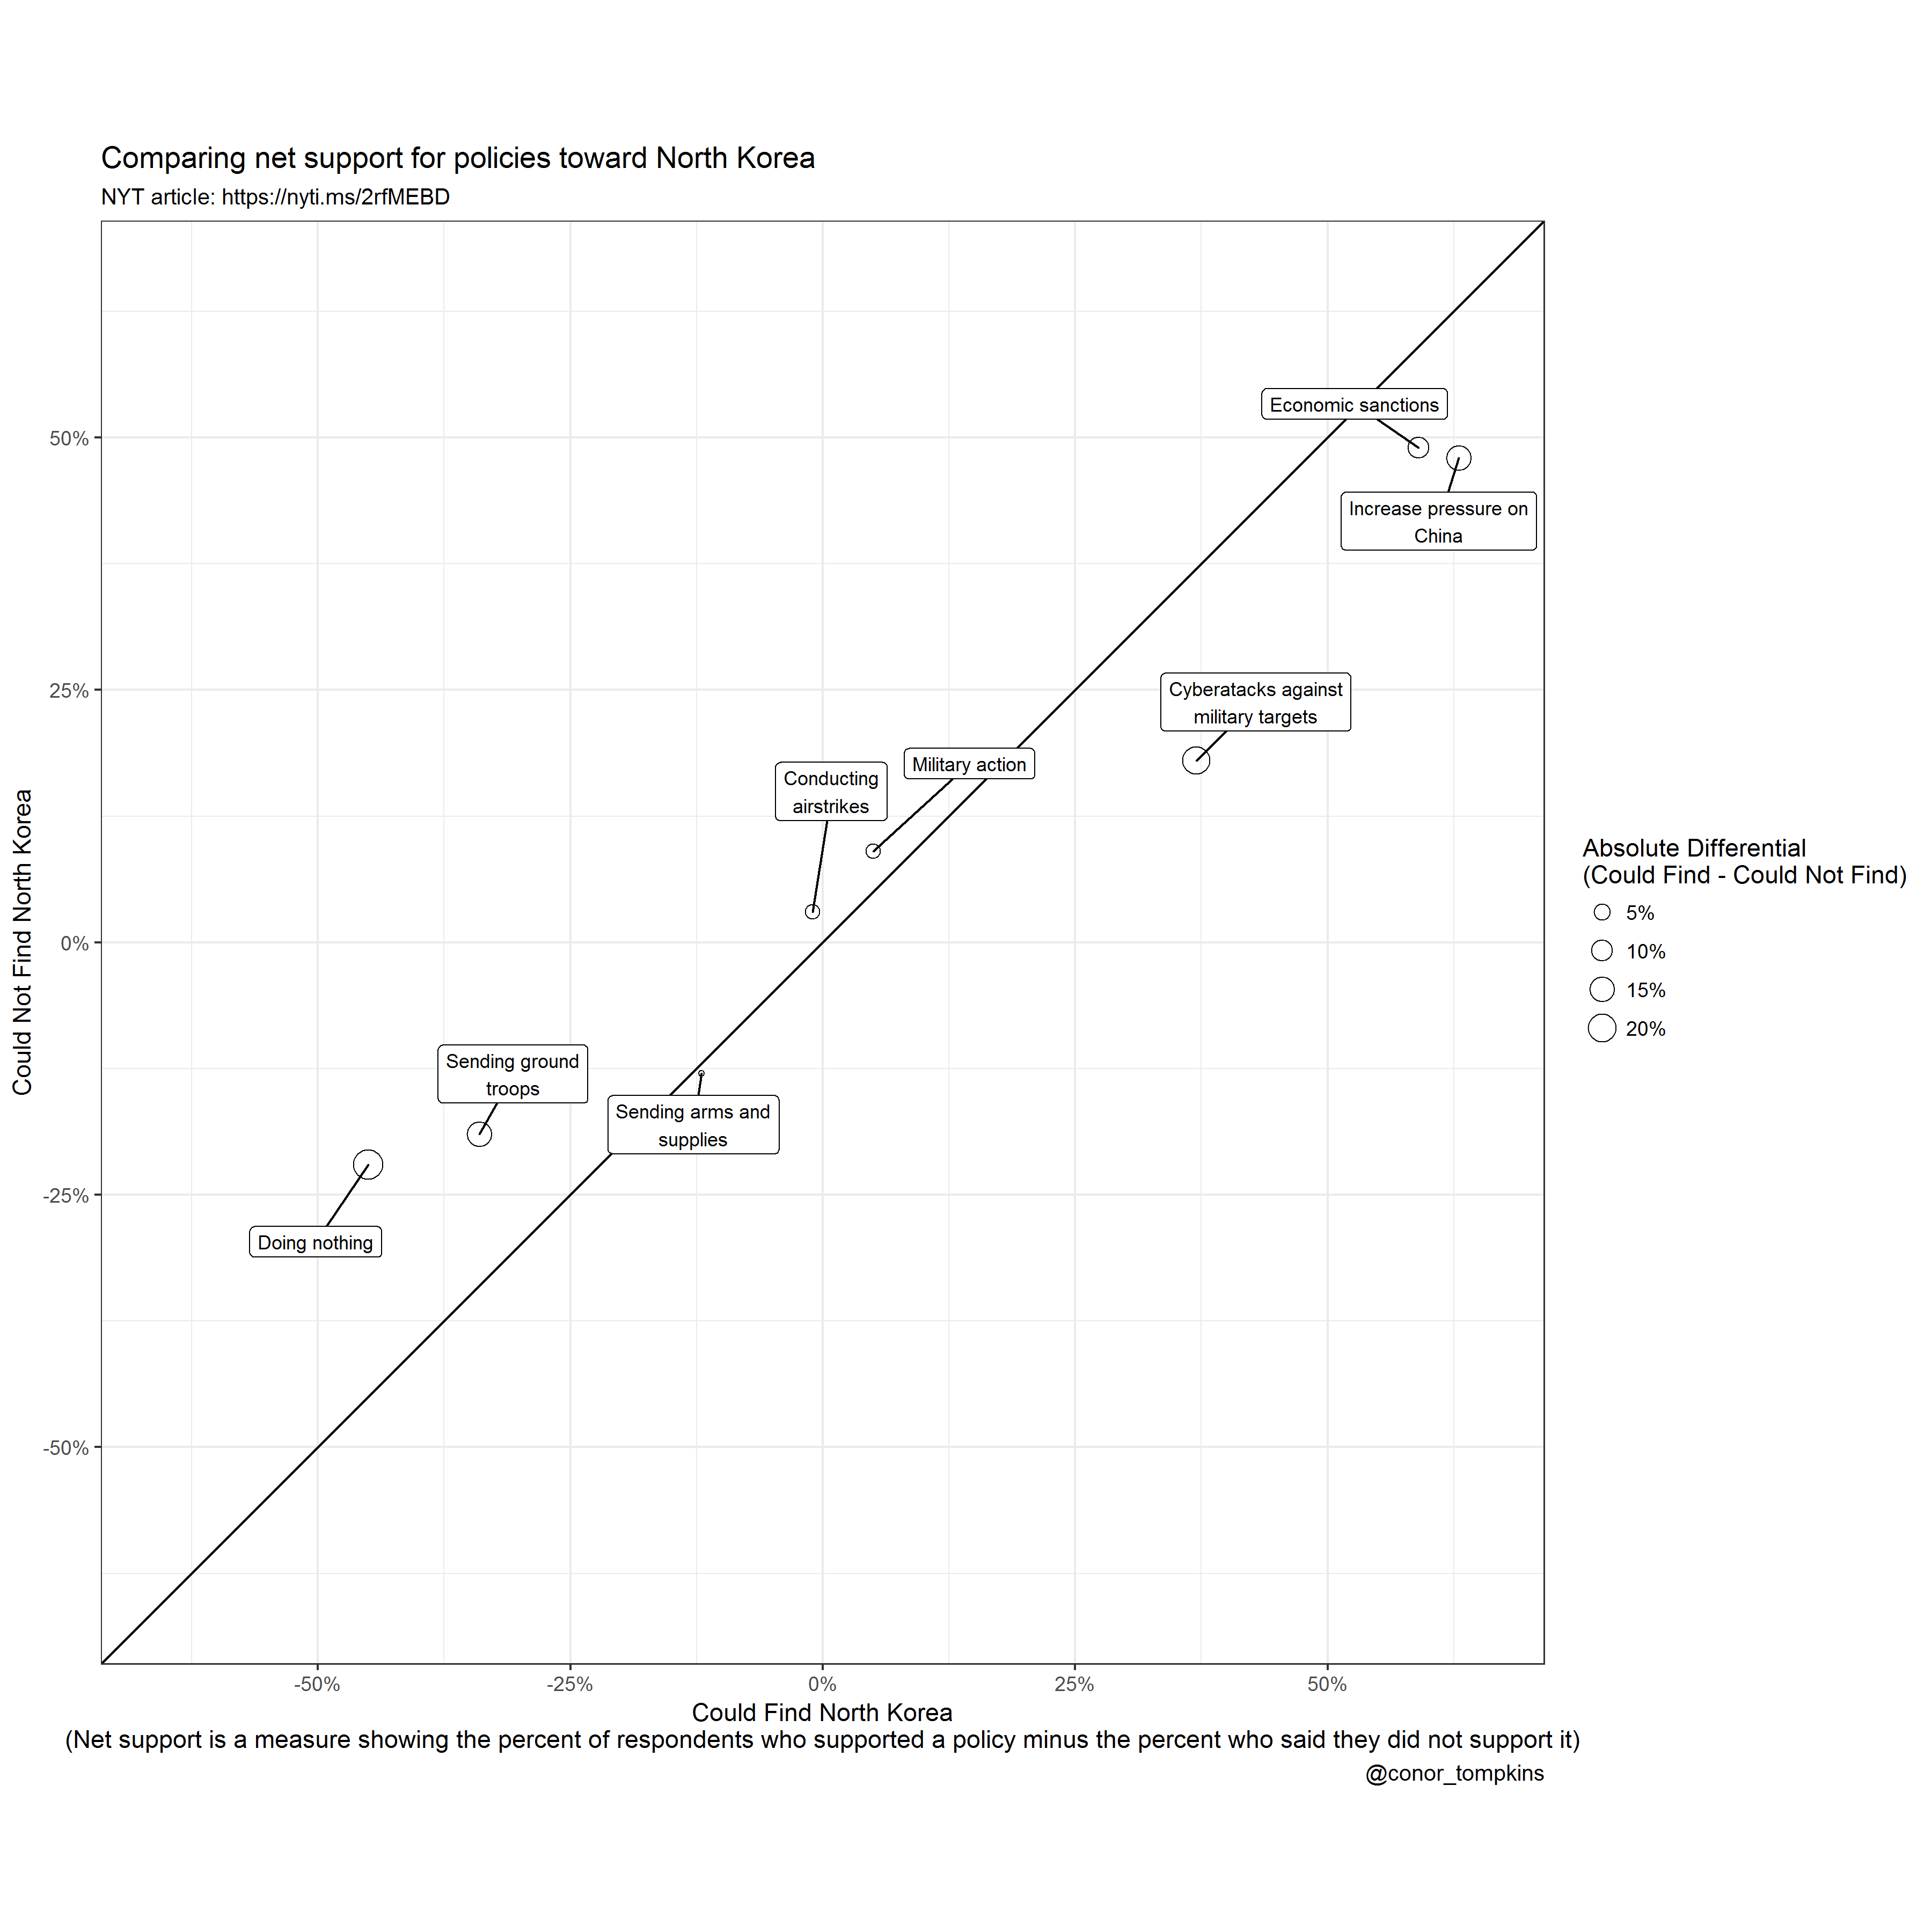 Comparing net support for policies toward North Korea
NYT article: https://nyti.ms/2rfMEBD
Could Not Find North Korea
50%
25%
0%
-25%
-50%
Economic sanctions
Increase pressure on
China
Cyberatacks against
military targets
Military action
Conducting
airstrikes
Sending ground
troops
Sending arms and
supplies
Doing nothing
Absolute Differential
(Could Find - Could Not Find)
5%
10%
15%
20%
-50%
-25%
0%
25%
50%
Could Find North Korea
(Net support is a measure showing the percent of respondents who supported a policy minus the percent who said they did not support it)
@conor_tompkins